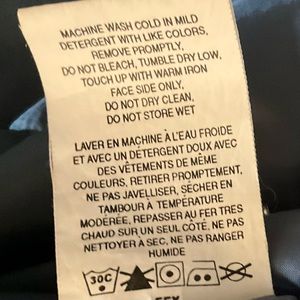 MACHINE WASH COLD IN MILD
DETERGENT WITH LIKE COLORS,
REMOVE PROMPTLY,
DO NOT BLEACH, TUMBLE DRY LOW,
TOUCH UP WITH WARM IRON
FACE SIDE ONLY,
DO NOT DRY CLEAN,
DO NOT STORE WET
LAVER EN MACHINE À L'EAU FROIDE
ET AVEC UN DÉTERGENT DOUX AVEC
DES VÊTEMENTS DE MÊME
COULEURS, RETIRER PROMPTEMENT,
NE PAS JAVELLISER, SÉCHER EN
TAMBOUR À TEMPÉRATURE
MODÉRÉE, REPASSER AU FER TRES
CHAUD SUR UN SEUL CÔTÉ, NE PAS
NETTOYER A SEC, NE PAS RANGER
HUMIDE
30C